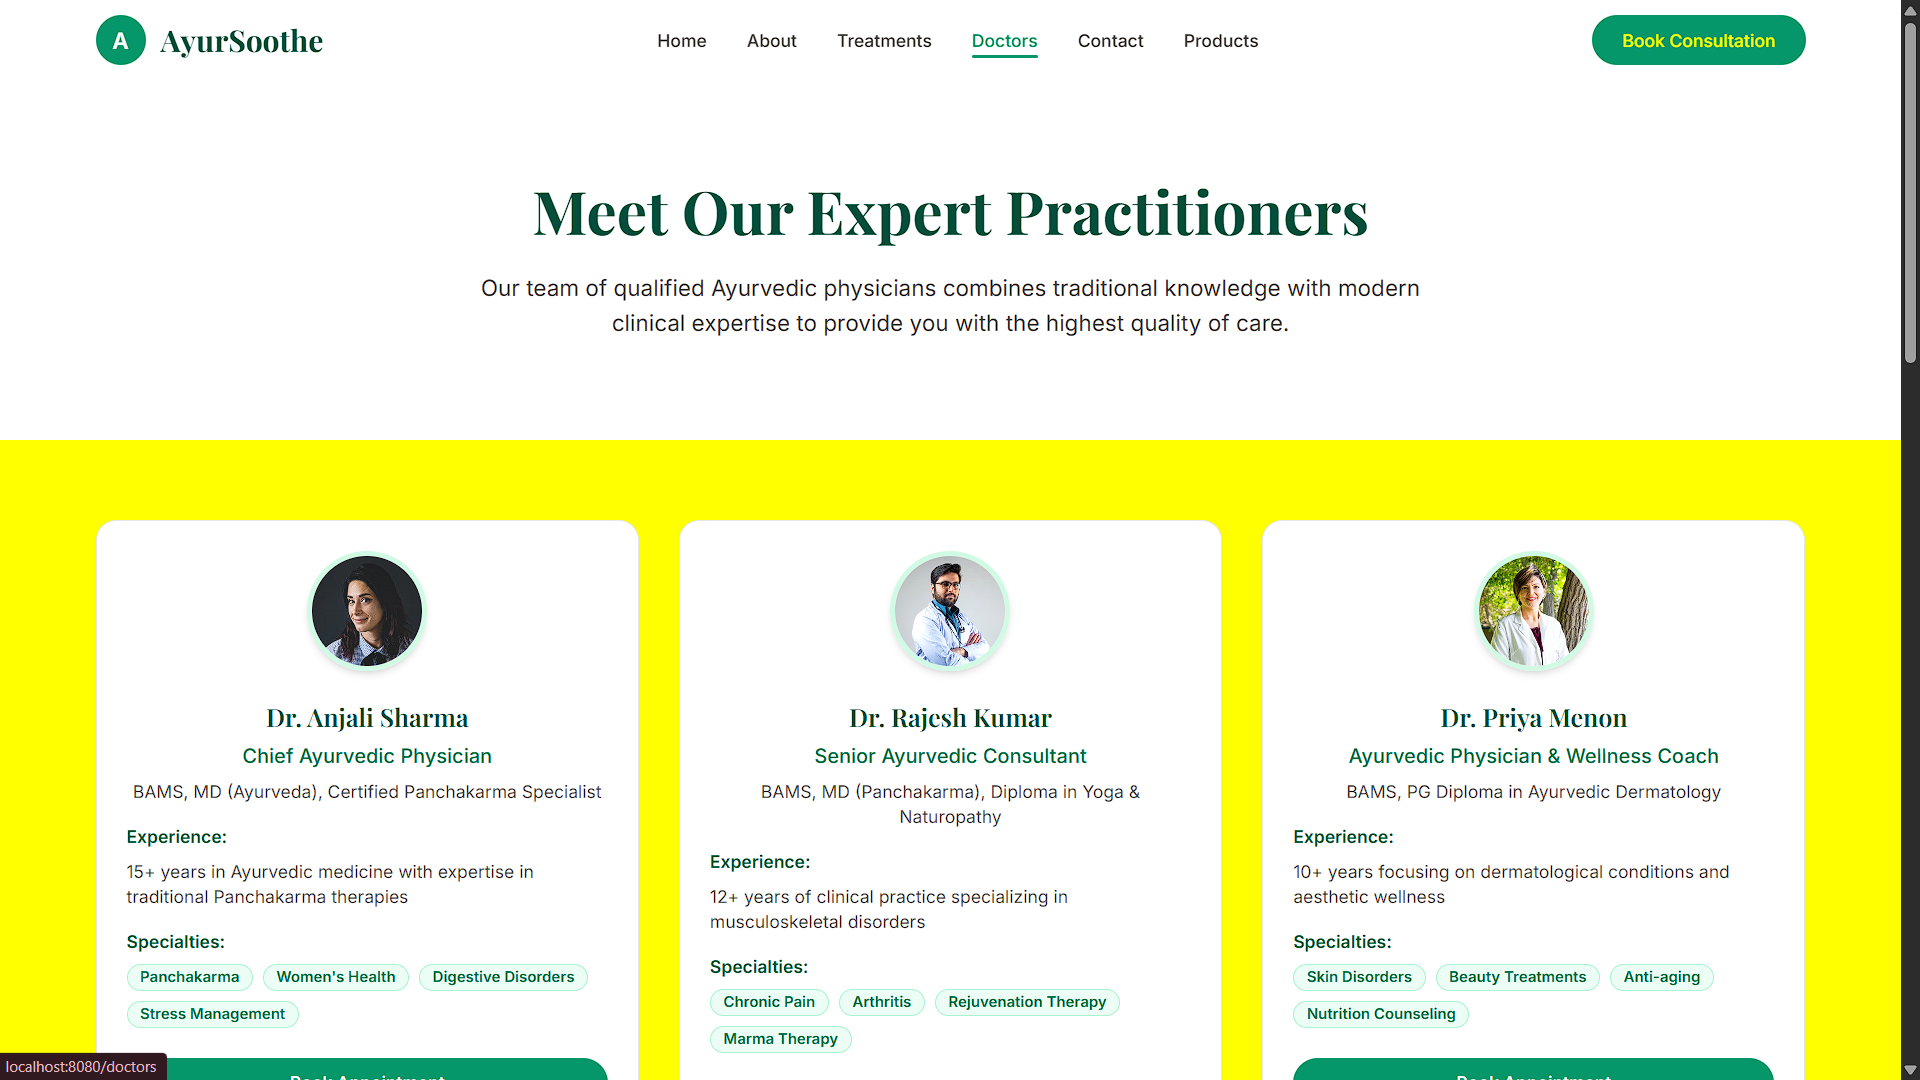 A AyurSoothe
Home About Treatments Doctors Contact Products
Book Consultation
Meet Our Expert Practitioners
Our team of qualified Ayurvedic physicians combines traditional knowledge with modern
clinical expertise to provide you with the highest quality of care.
Dr. Anjali Sharma
Chief Ayurvedic Physician
BAMS, MD (Ayurveda), Certified Panchakarma Specialist
Experience:
15+ years in Ayurvedic medicine with expertise in
traditional Panchakarma therapies
Specialties:
Panchakarma Women's Health Digestive Disorders
Stress Management
Book Appointment
Dr. Rajesh Kumar
Senior Ayurvedic Consultant
BAMS, MD (Panchakarma), Diploma in Yoga &
Naturopathy
Experience:
12+ years of clinical practice specializing in
musculoskeletal disorders
Specialties:
Chronic Pain Arthritis Rejuvenation Therapy
Marma Therapy
Dr. Priya Menon
Ayurvedic Physician & Wellness Coach
BAMS, PG Diploma in Ayurvedic Dermatology
Experience:
10+ years focusing on dermatological conditions and
aesthetic wellness
Specialties:
Skin Disorders Beauty Treatments Anti-aging
Nutrition Counseling
Book Appointment
localhost:8080/doctors